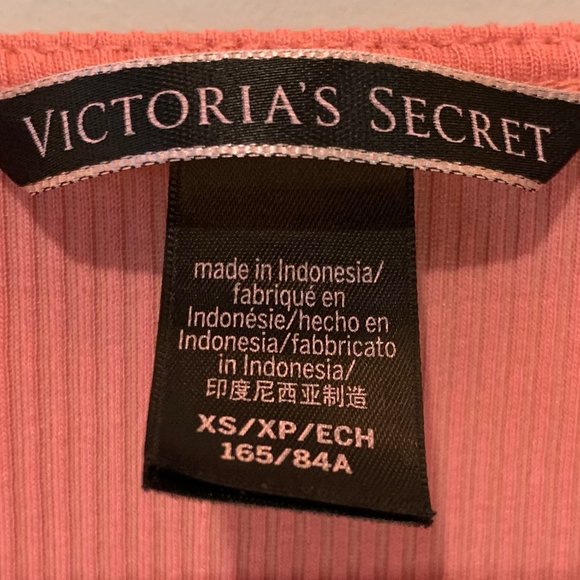 VICTORIA'S SECRET
made in Indonesia/
fabriqué en
Indonésie/hecho en
Indonesia/fabbricato
in Indonesia/
印度尼西亚制造
XS/XP/ECH
165/84A